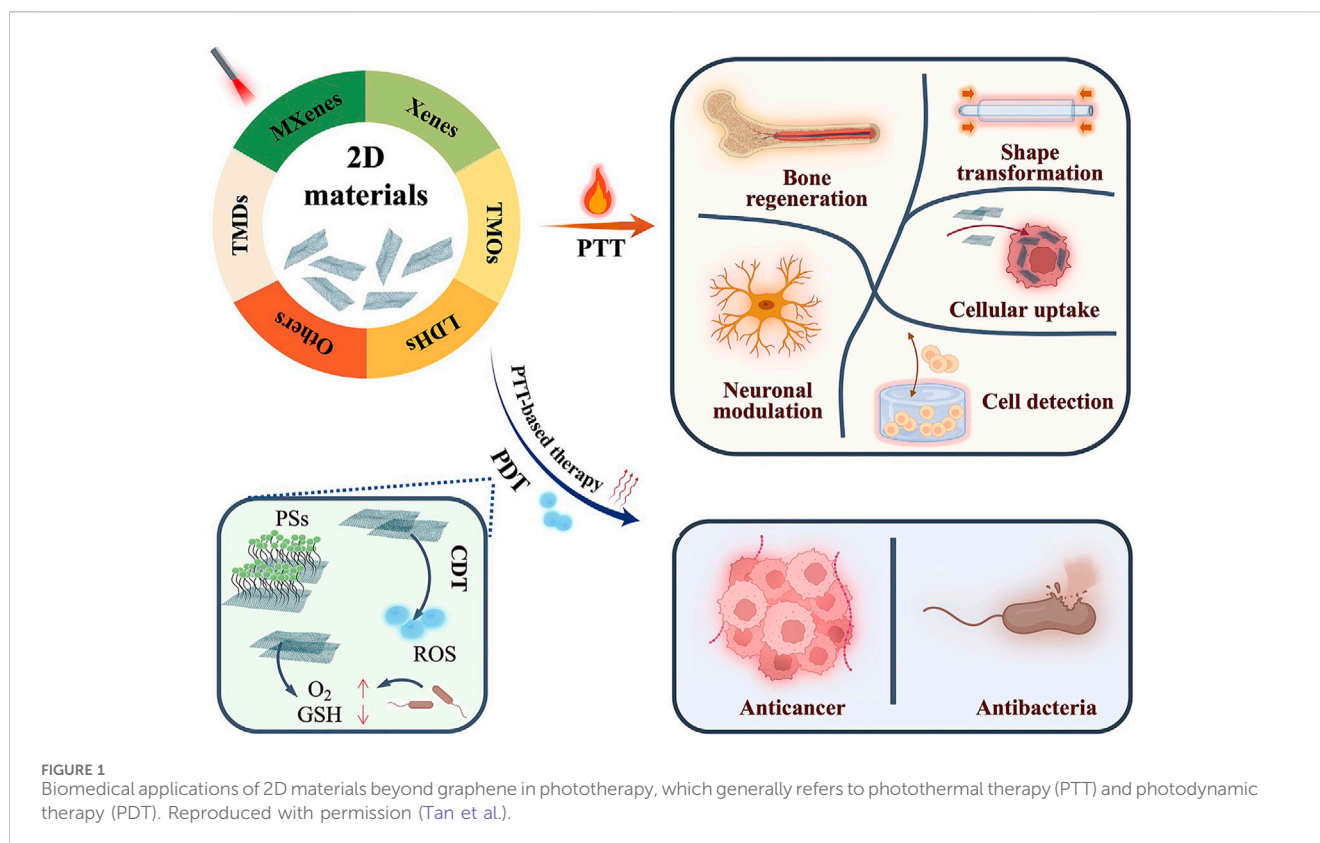 MXenes
Xenes
TMOs
LDHs
Others
TMDs
2D
materials
PTT
Bone
regeneration
Shape
transformation
Cellular uptake
Neuronal
modulation
Cell detection
PTT-based therapy
PDT
PSs
CDT
ROS
O₂
GSH
Anticancer
Antibacteria
FIGURE 1
Biomedical applications of 2D materials beyond graphene in phototherapy, which generally refers to photothermal therapy (PTT) and photodynamic
therapy (PDT). Reproduced with permission (Tan et al.).